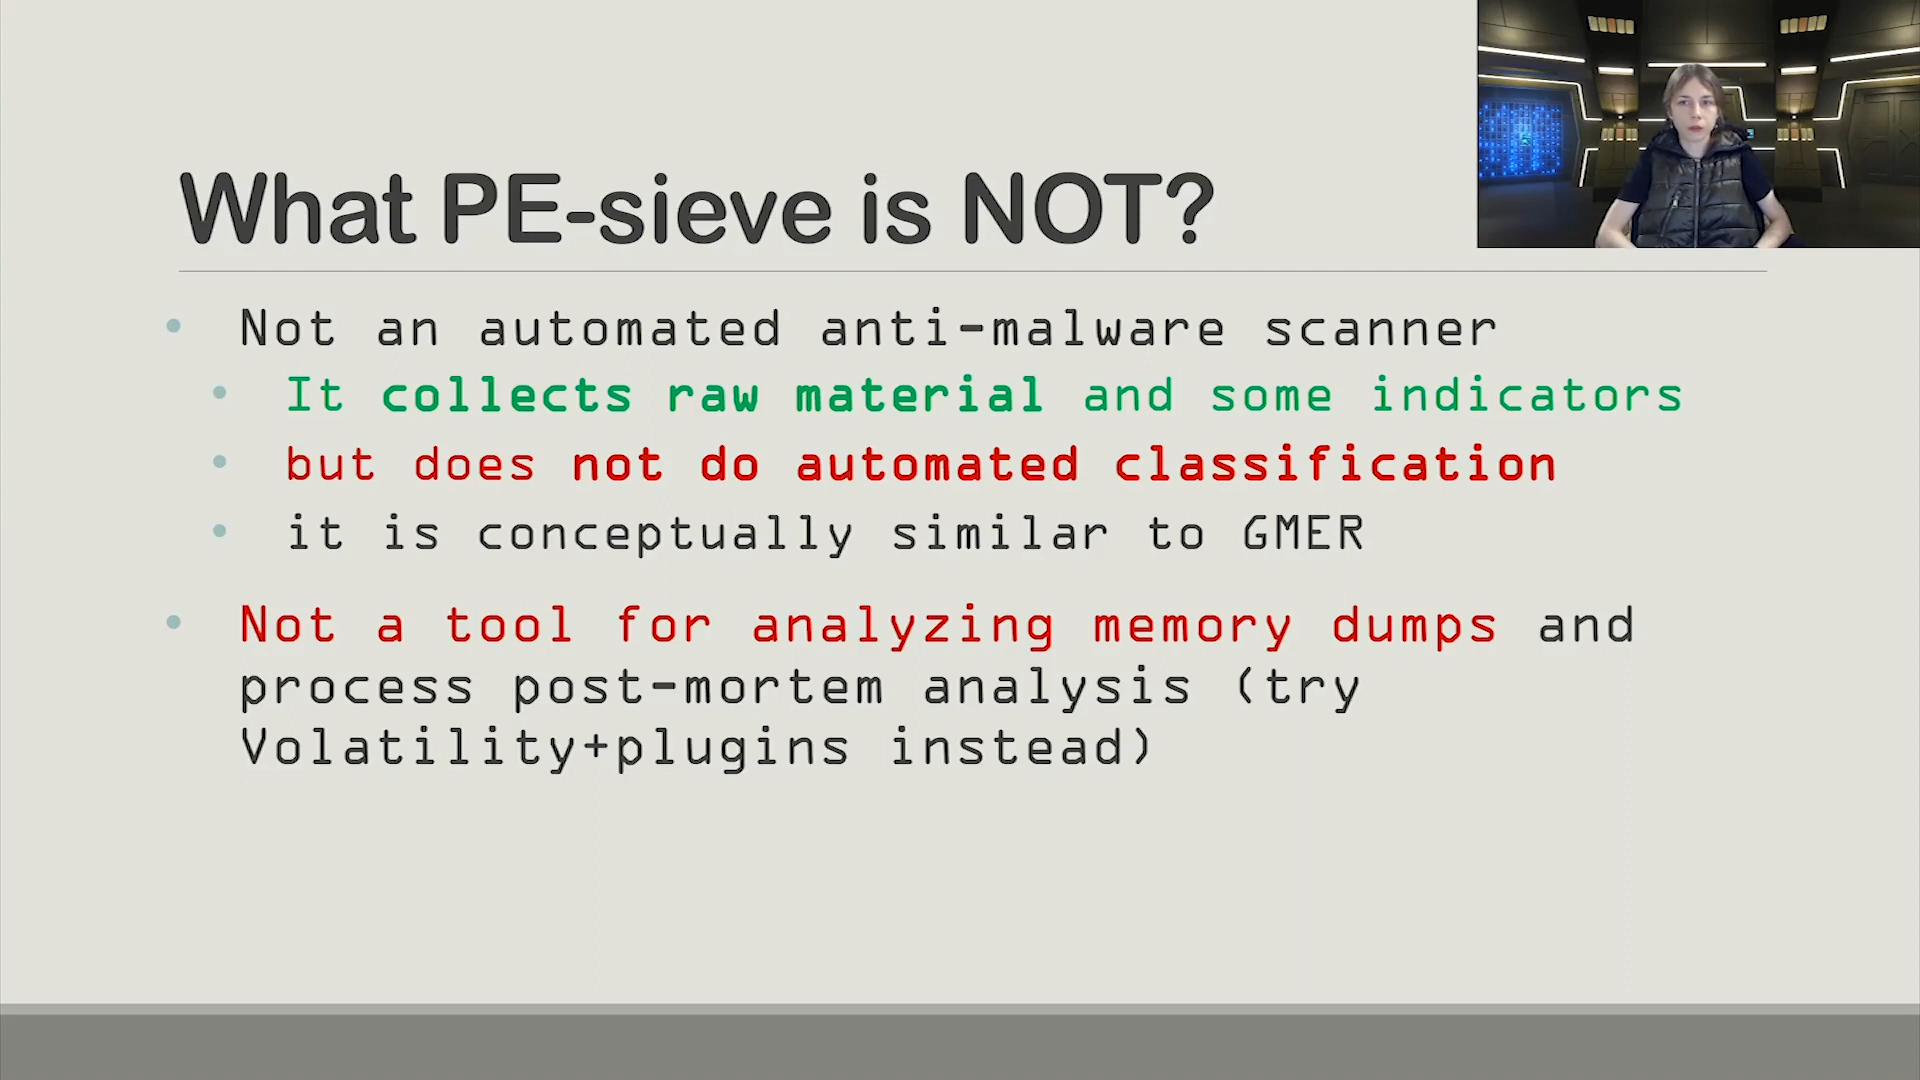 What PE-sieve is NOT?
• Not an automated anti-malware scanner
• It collects raw material and some indicators
• but does not do automated classification
• it is conceptually similar to GMER
• Not a tool for analyzing memory dumps and
process post-mortem analysis (try
Volatility+plugins instead)